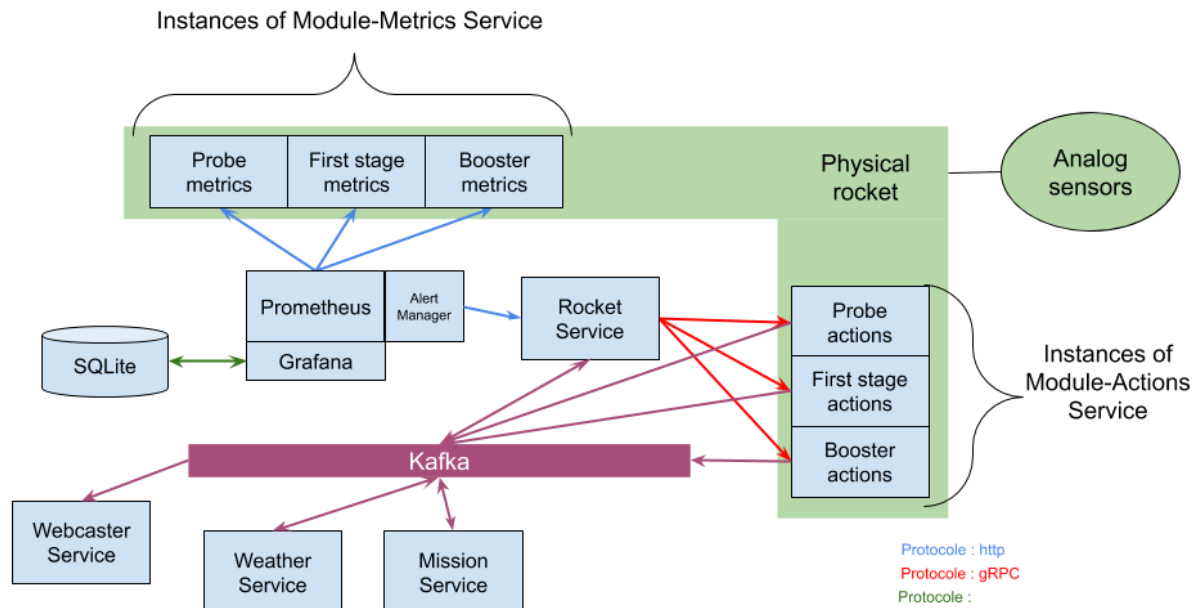 Instances of Module-Metrics Service
Probe
metrics
First stage
metrics
Booster
metrics
Physical
rocket
Analog
sensors
Prometheus
Alert
Manager
Grafana
SQLite
Rocket
Service
Probe
actions
First stage
actions
Booster
actions
Instances of
Module-Actions
Service
Kafka
Webcaster
Service
Weather
Service
Mission
Service
Protocole : http
Protocole : gRPC
Protocole :